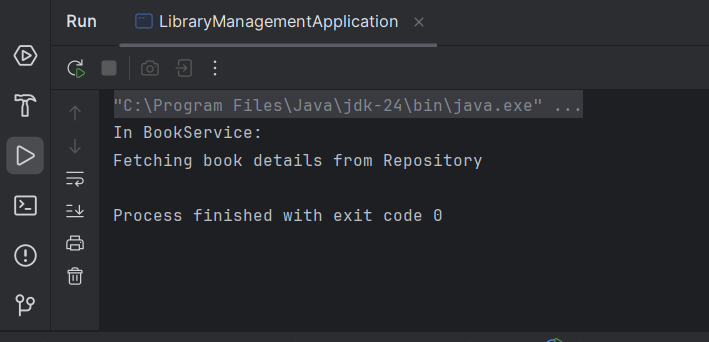 Run LibraryManagementApplication
"C:\Program Files\Java\jdk-24\bin\java.exe" ...
In BookService:
Fetching book details from Repository
Process finished with exit code 0